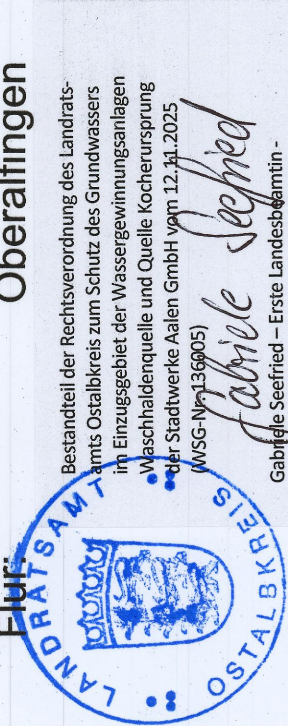 Flur: Oberalfingen
Bestandteil der Rechtsverordnung des Landrats-
amts Ostalbkreis zum Schutz des Grundwassers
im Einzugsgebiet der Wassergewinnungsanlagen
Waschhaldenquelle und Quelle Kocherursprung
der Stadtwerke Aalen GmbH vom 12.11.2025
(WSG-Nr. 136005)
Gabriele Seefried
Gabriele Seefried – Erste Landesbeamtin -
LANDRATSAMT
OSTALBKREIS